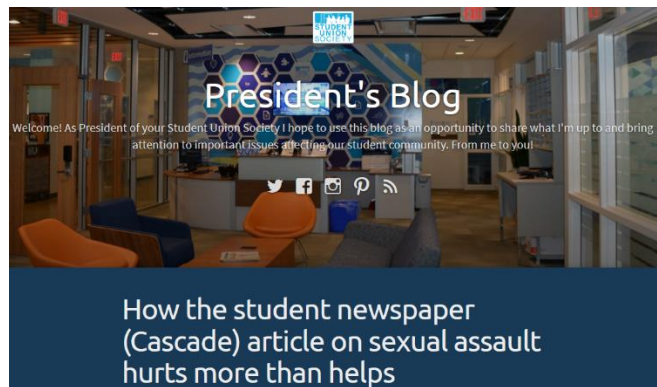 STUDENT
UNION
SOCIETY
President's Blog
Welcome! As President of your Student Union Society I hope to use this blog as an opportunity to share what I'm up to and bring
attention to important issues affecting our student community. From me to you!
How the student newspaper
(Cascade) article on sexual assault
hurts more than helps